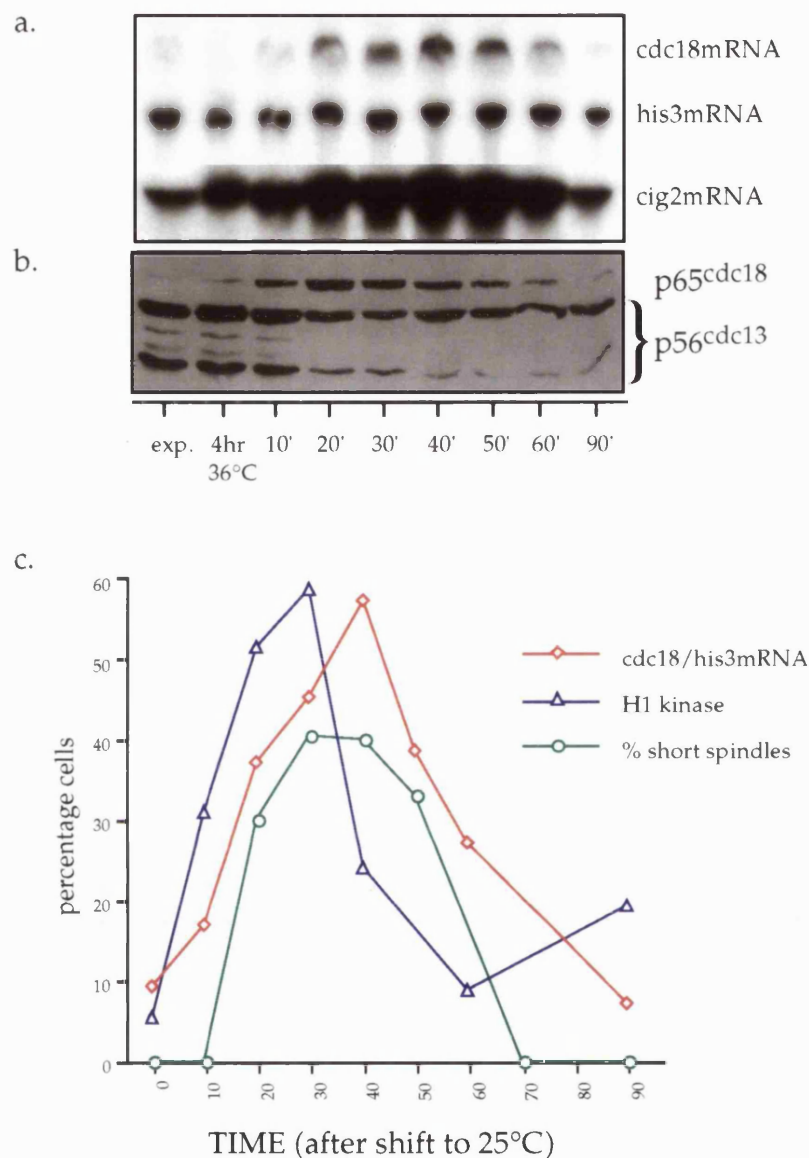 a.
cdc18mRNA
his3mRNA
cig2mRNA
b.
p65cdc18
p56cdc13
exp. 4hr 10' 20' 30' 40' 50' 60' 90'
36°C
c.
60
50
40
30
20
10
0
percentage cells
cdc18/his3mRNA
H1 kinase
% short spindles
0 10 20 30 40 50 60 70 80 90
TIME (after shift to 25°C)